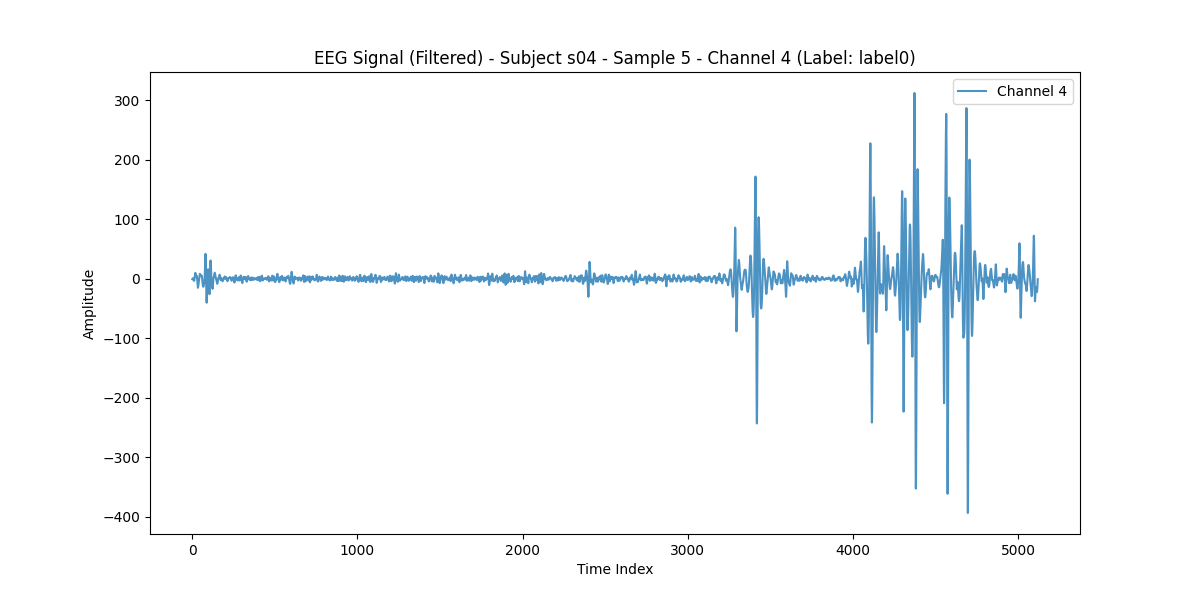 EEG Signal (Filtered) - Subject s04 - Sample 5 - Channel 4 (Label: label0)
Channel 4
300
200
100
0
−100
−200
−300
−400
Amplitude
0 1000 2000 3000 4000 5000
Time Index